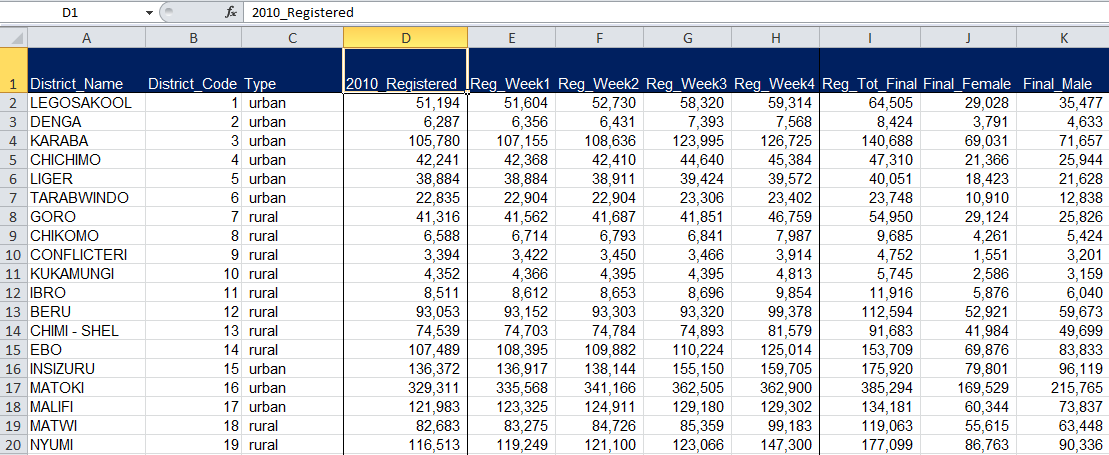 D1 fx 2010_Registered
A B C D E F G H I J K
1 District_Name District_Code Type 2010_Registered Reg_Week1 Reg_Week2 Reg_Week3 Reg_Week4 Reg_Tot_Final Final_Female Final_Male
2 LEGOSAKOOL 1 urban 51,194 51,604 52,730 58,320 59,314 64,505 29,028 35,477
3 DENGA 2 urban 6,287 6,356 6,431 7,393 7,568 8,424 3,791 4,633
4 KARABA 3 urban 105,780 107,155 108,636 123,995 126,725 140,688 69,031 71,657
5 CHICHIMO 4 urban 42,241 42,368 42,410 44,640 45,384 47,310 21,366 25,944
6 LIGER 5 urban 38,884 38,884 38,911 39,424 39,572 40,051 18,423 21,628
7 TARABWINDO 6 urban 22,835 22,904 22,904 23,306 23,402 23,748 10,910 12,838
8 GORO 7 rural 41,316 41,562 41,687 41,851 46,759 54,950 29,124 25,826
9 CHIKOMO 8 rural 6,588 6,714 6,793 6,841 7,987 9,685 4,261 5,424
10 CONFLICTERI 9 rural 3,394 3,422 3,450 3,466 3,914 4,752 1,551 3,201
11 KUKAMUNGI 10 rural 4,352 4,366 4,395 4,395 4,813 5,745 2,586 3,159
12 IBRO 11 rural 8,511 8,612 8,653 8,696 9,854 11,916 5,876 6,040
13 BERU 12 rural 93,053 93,152 93,303 93,320 99,378 112,594 52,921 59,673
14 CHIMI - SHEL 13 rural 74,539 74,703 74,784 74,893 81,579 91,683 41,984 49,699
15 EBO 14 rural 107,489 108,395 109,882 110,224 125,014 153,709 69,876 83,833
16 INSIZURU 15 urban 136,372 136,917 138,144 155,150 159,705 175,920 79,801 96,119
17 MATOKI 16 urban 329,311 335,568 341,166 362,505 362,900 385,294 169,529 215,765
18 MALIFI 17 urban 121,983 123,325 124,911 129,180 129,302 134,181 60,344 73,837
19 MATWI 18 rural 82,683 83,275 84,726 85,359 99,183 119,063 55,615 63,448
20 NYUMI 19 rural 116,513 119,249 121,100 123,066 147,300 177,099 86,763 90,336